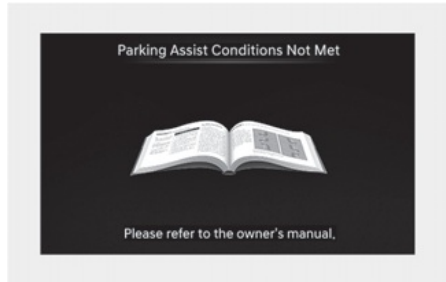 Parking Assist Conditions Not Met
Please refer to the owner's manual.